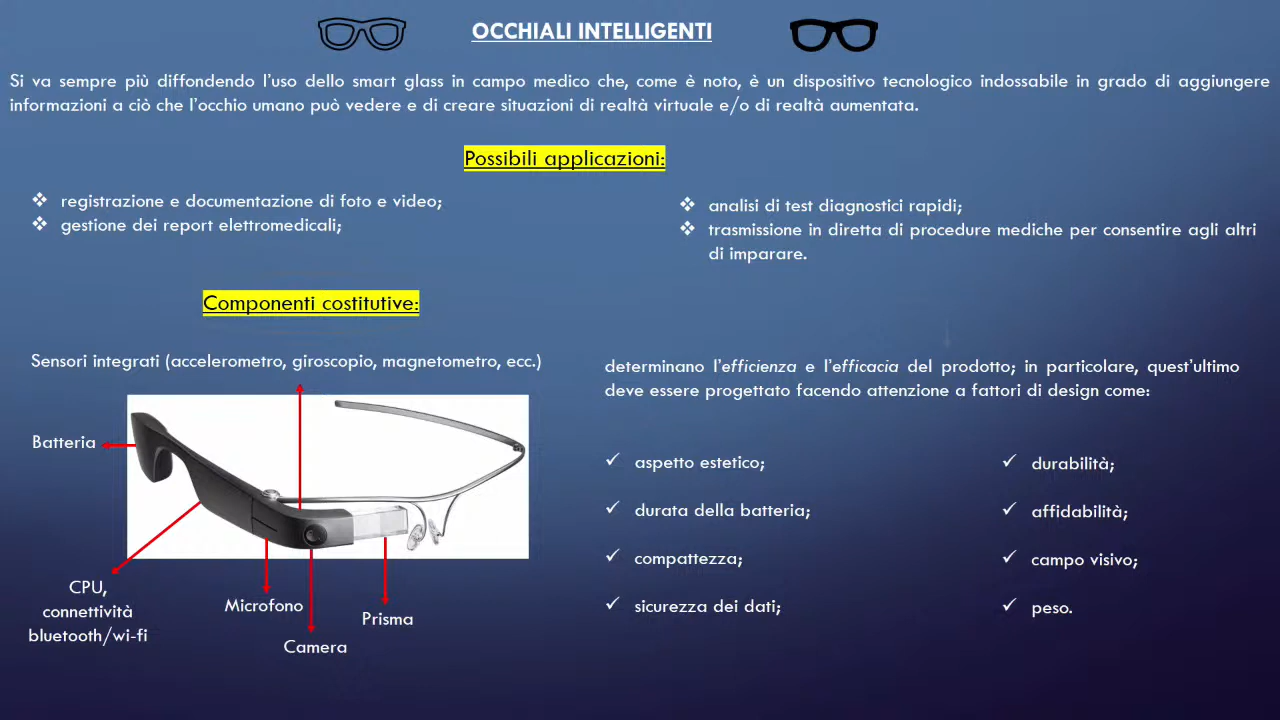 OCCHIALI INTELLIGENTI
Si va sempre più diffondendo l'uso dello smart glass in campo medico che, come è noto, è un dispositivo tecnologico indossabile in grado di aggiungere
informazioni a ciò che l'occhio umano può vedere e di creare situazioni di realtà virtuale e/o di realtà aumentata.
Possibili applicazioni:
❖ registrazione e documentazione di foto e video;
❖ gestione dei report elettromedicali;
❖ analisi di test diagnostici rapidi;
❖ trasmissione in diretta di procedure mediche per consentire agli altri
di imparare.
Componenti costitutive:
Sensori integrati (accelerometro, giroscopio, magnetometro, ecc.)
Batteria
CPU,
connettività
bluetooth/wi-fi
Microfono
Camera
Prisma
determinano l'efficienza e l'efficacia del prodotto; in particolare, quest'ultimo
deve essere progettato facendo attenzione a fattori di design come:
✓ aspetto estetico;
✓ durata della batteria;
✓ compattezza;
✓ sicurezza dei dati;
✓ durabilità;
✓ affidabilità;
✓ campo visivo;
✓ peso.